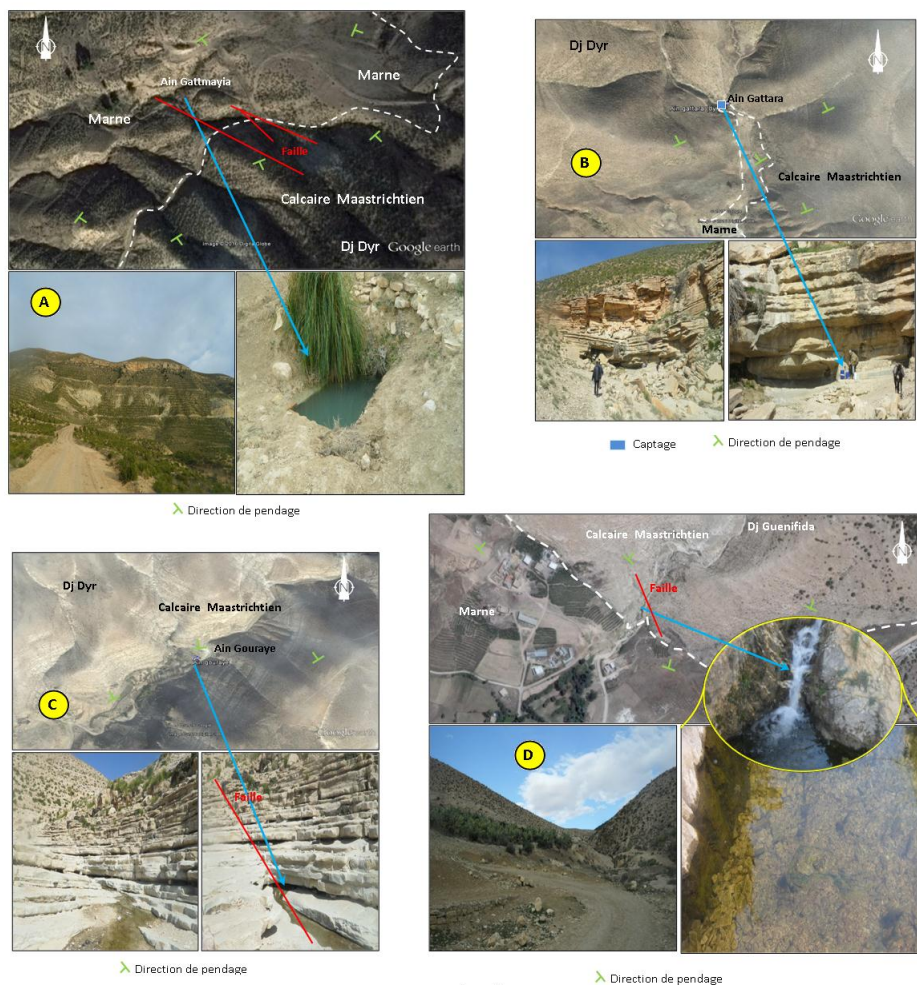 N
Marne
Ain Gattmayia
Marne
Faille
Calcaire Maastrichtien
Dj Dyr
Google earth
A
Direction de pendage
Dj Dyr
N
Ain Gattara
B
Calcaire Maastrichtien
Marne
Google earth
Captage
Direction de pendage
Dj Dyr
N
Calcaire Maastrichtien
Ain Gouraye
C
Faille
Direction de pendage
Dj Guenifida
Calcaire Maastrichtien
N
Faille
Marne
D
Direction de pendage